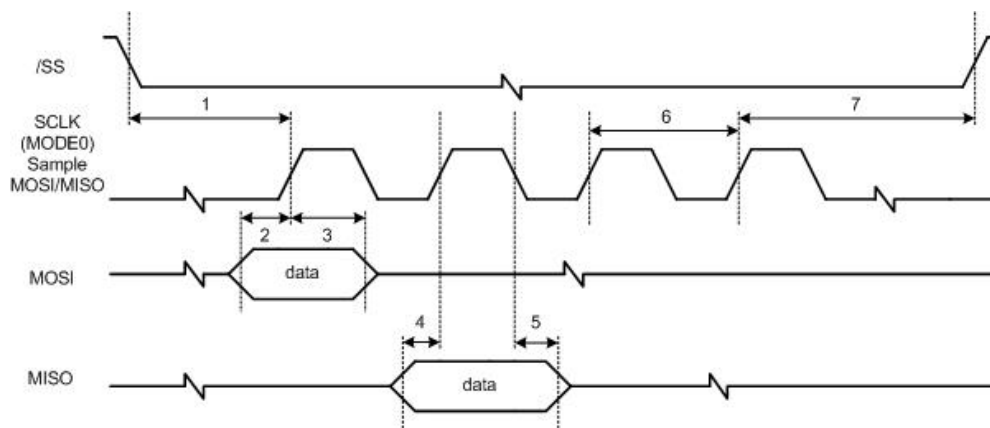 /SS
1
SCLK
(MODE0)
Sample
MOSI/MISO
6
7
2
3
MOSI
data
4
5
MISO
data